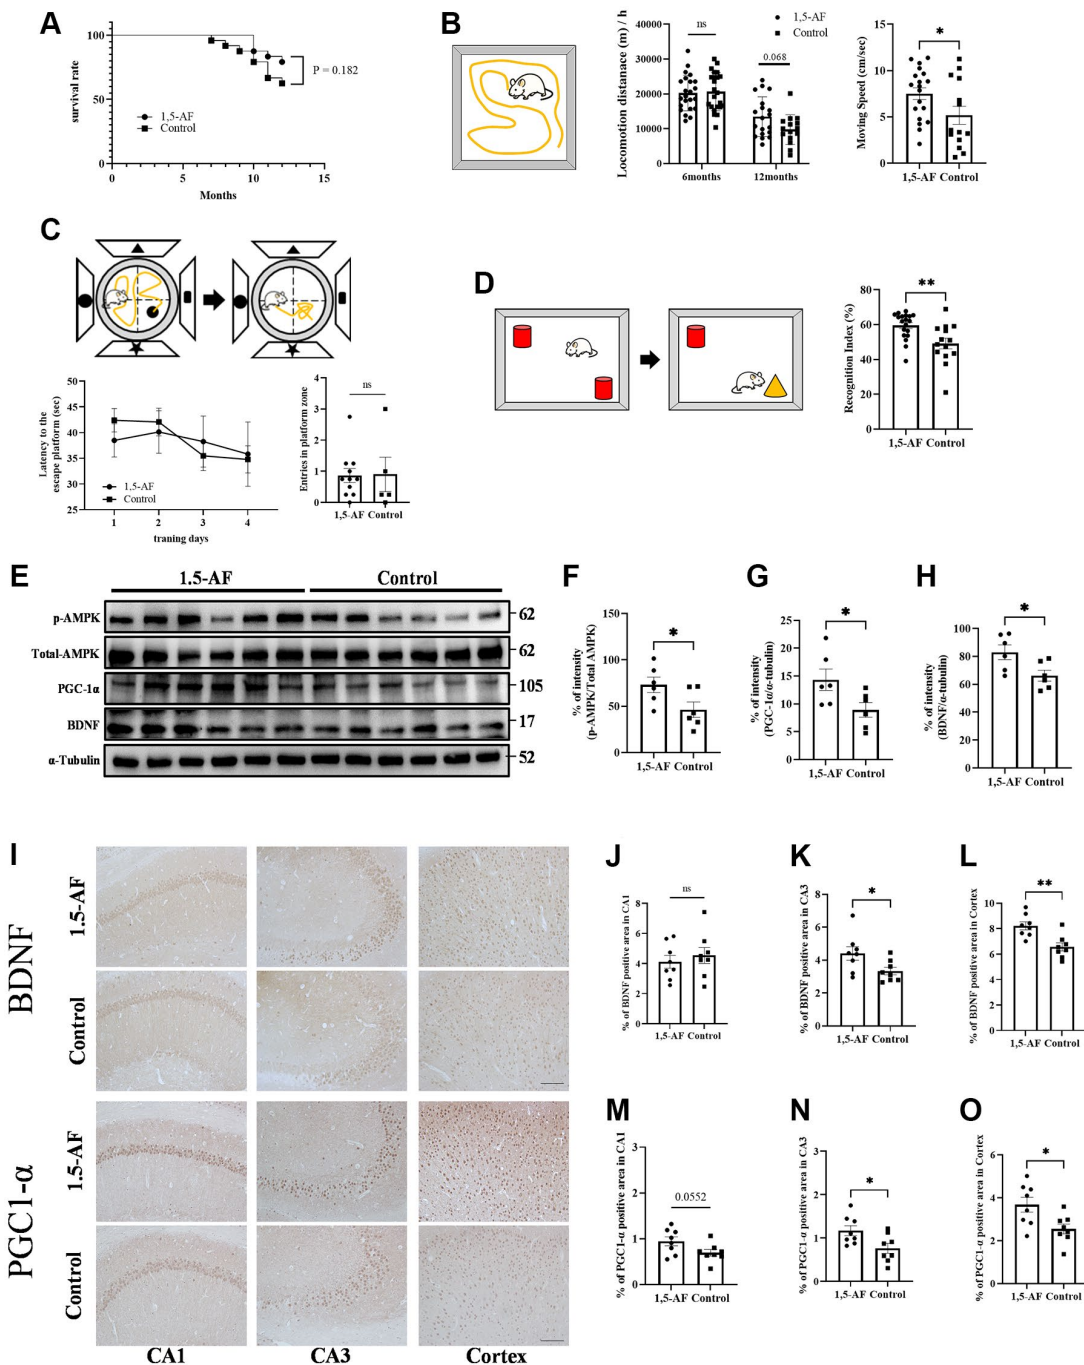 A
survival rate
100
50
0
0
5
10
15
Months
1,5-AF
Control
P = 0.182
B
Locomotion distanace (m) / h
40000
30000
20000
10000
0
ns
0.068
1,5-AF
Control
6months
12months
Moving Speed (cm/sec)
15
10
5
0
*
1,5-AF Control
C
Latency to the
escape platform (sec)
50
45
40
35
30
25
1,5-AF
Control
1
2
3
4
traning days
Entries in platform zone
4
3
2
1
0
ns
1,5-AF Control
D
Recognition Index (%)
80
60
40
20
0
**
1,5-AF Control
E
1.5-AF
Control
p-AMPK
62
Total-AMPK
62
PGC-1α
105
BDNF
17
α-Tubulin
52
F
% of intensity
(p-AMPK/Total AMPK)
150
100
50
0
*
1,5-AF Control
G
% of intensity
(PGC-1α/α-tubulin)
25
20
15
10
5
0
*
1,5-AF Control
H
% of intensity
(BDNF/α-tubulin)
100
80
60
40
20
0
*
1,5-AF Control
I
BDNF
1.5-AF
Control
PGC1-α
1.5-AF
Control
CA1
CA3
Cortex
J
% of BDNF positive area in CA1
8
6
4
2
0
ns
1,5-AF Control
K
% of BDNF positive area in CA3
8
6
4
2
0
*
1,5-AF Control
L
% of BDNF positive area in Cortex
10
8
6
4
2
0
**
1,5-AF Control
M
% of PGC1-α positive area in CA1
3
2
1
0
0.0552
1,5-AF Control
N
% of PGC1-α positive area in CA3
3
2
1
0
*
1,5-AF Control
O
% of PGC1-α positive area in Cortex
6
4
2
0
*
1,5-AF Control